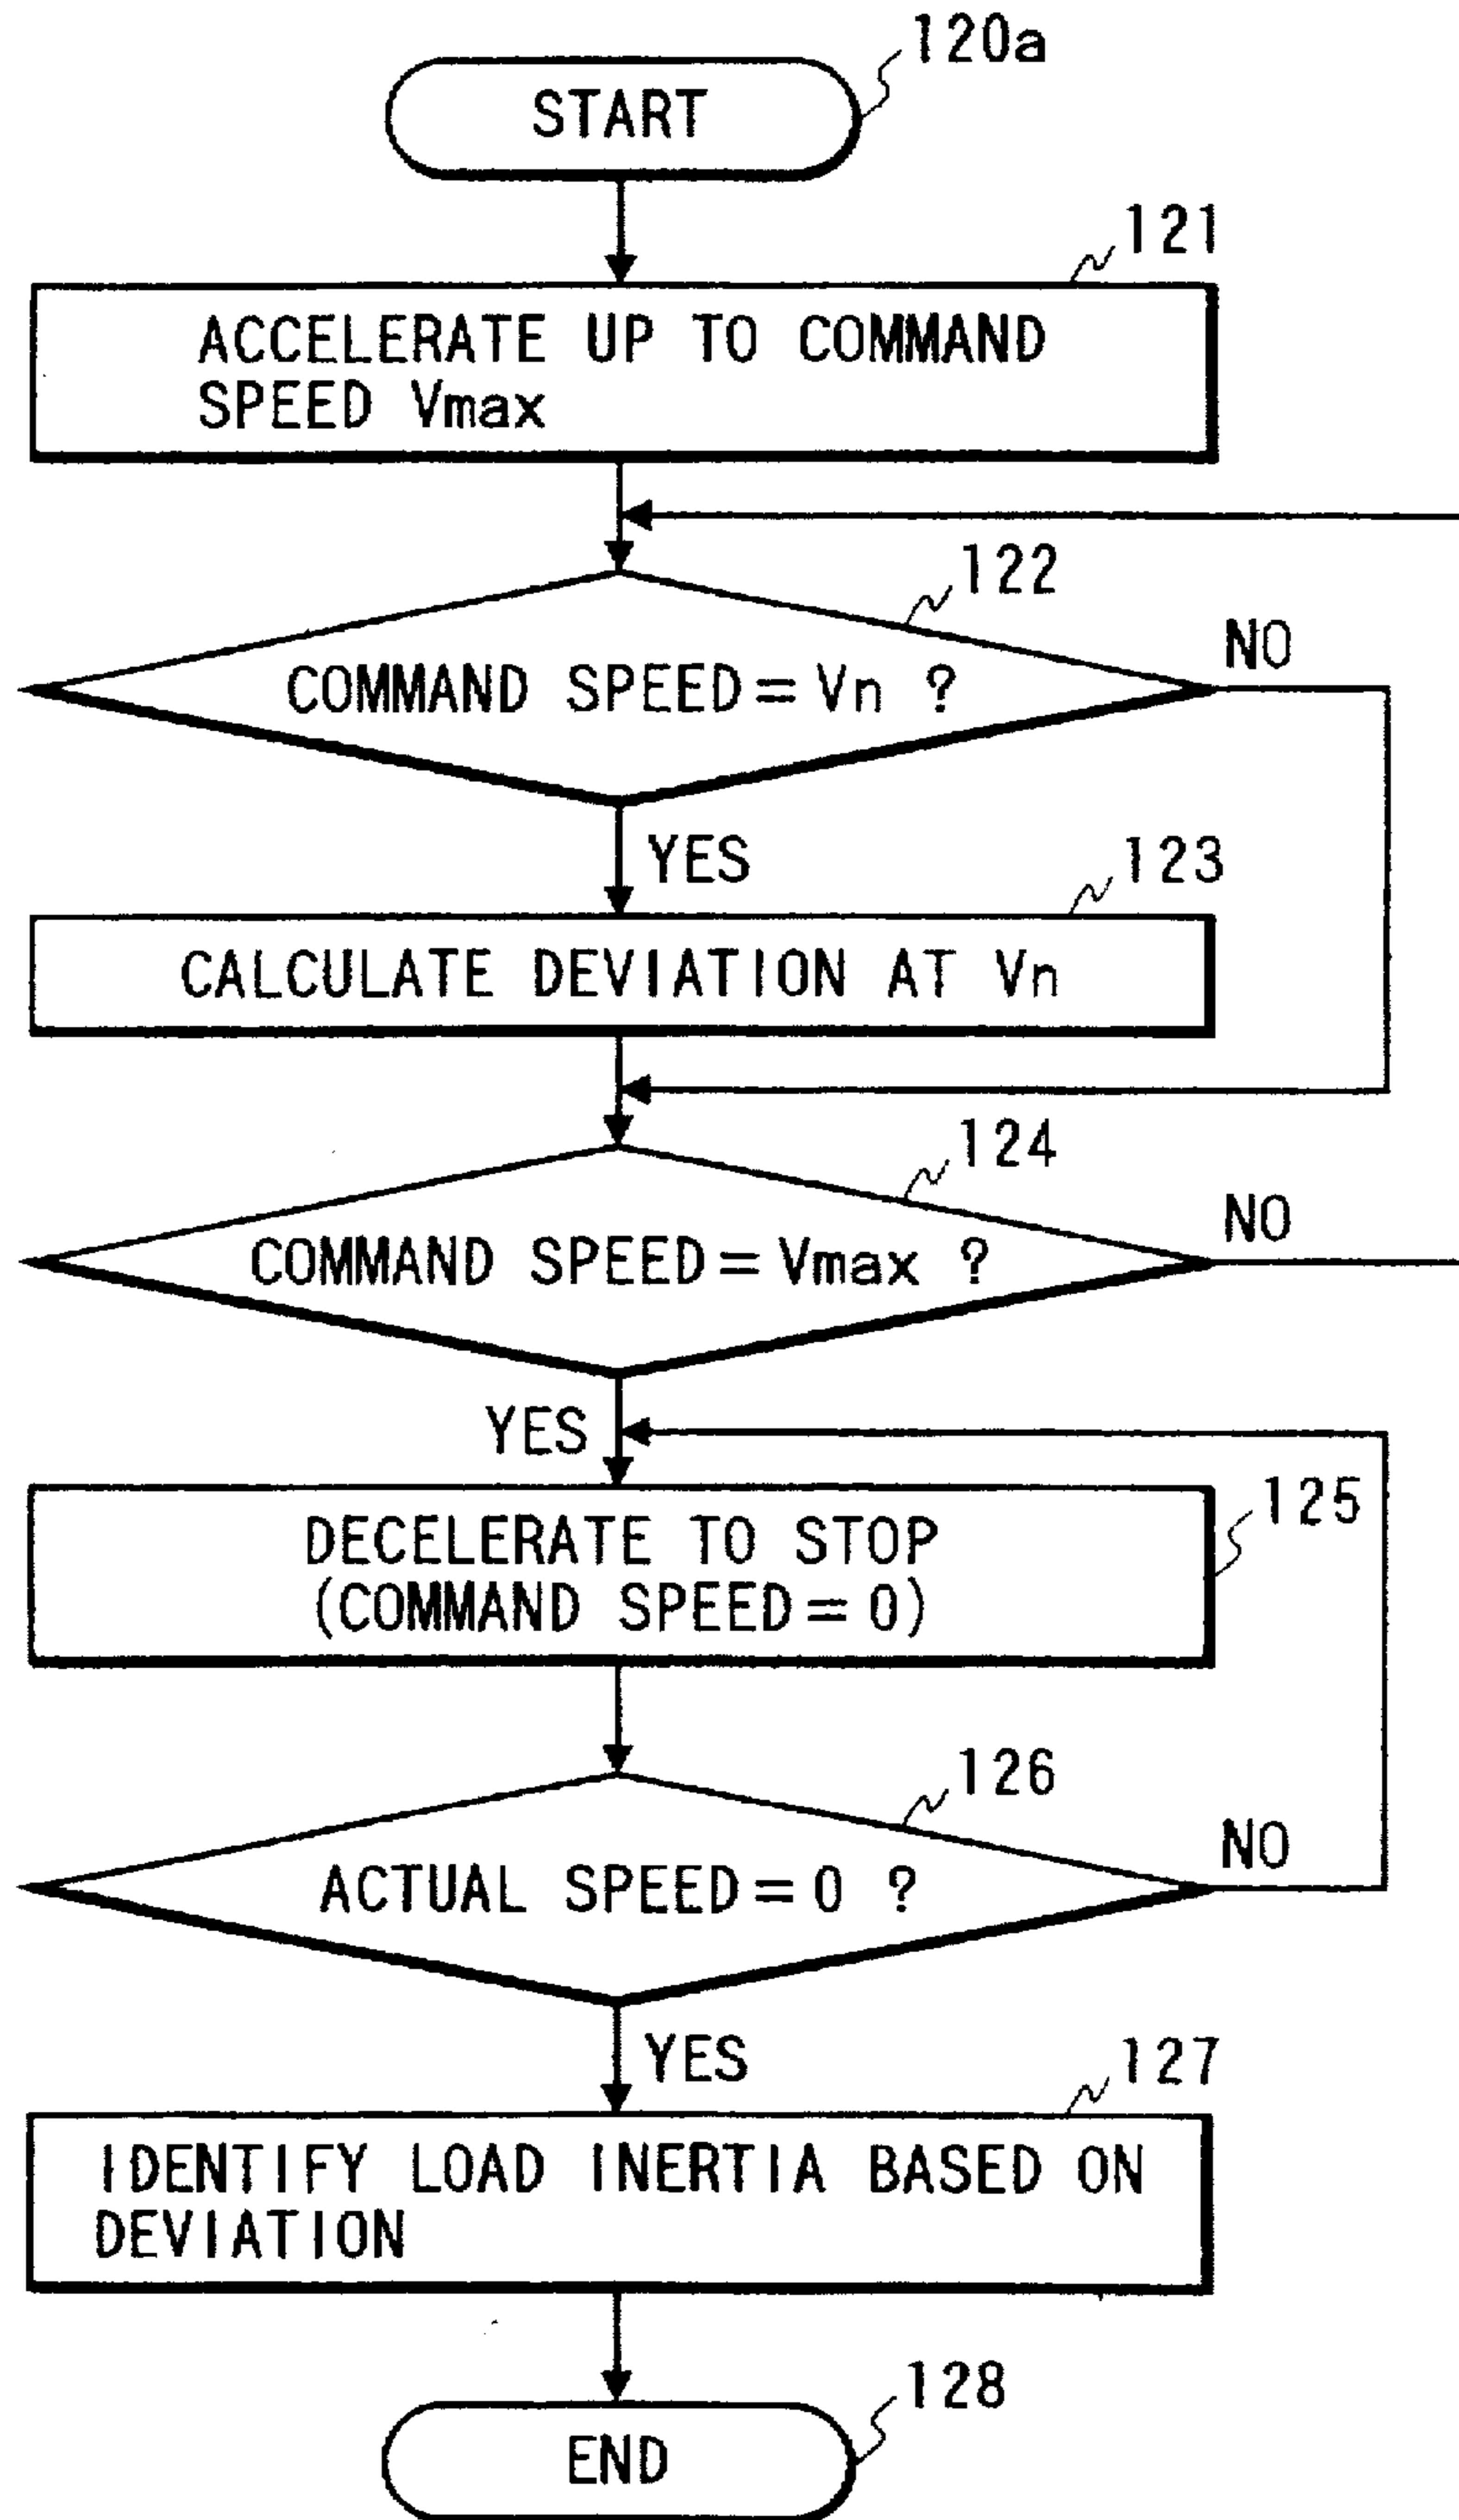 120a
START
121
ACCELERATE UP TO COMMAND
SPEED Vmax
122
COMMAND SPEED=Vn ?
NO
YES
123
CALCULATE DEVIATION AT Vn
124
COMMAND SPEED=Vmax ?
NO
YES
125
DECELERATE TO STOP
(COMMAND SPEED=0)
126
ACTUAL SPEED=0 ?
NO
YES
127
IDENTIFY LOAD INERTIA BASED ON
DEVIATION
128
END